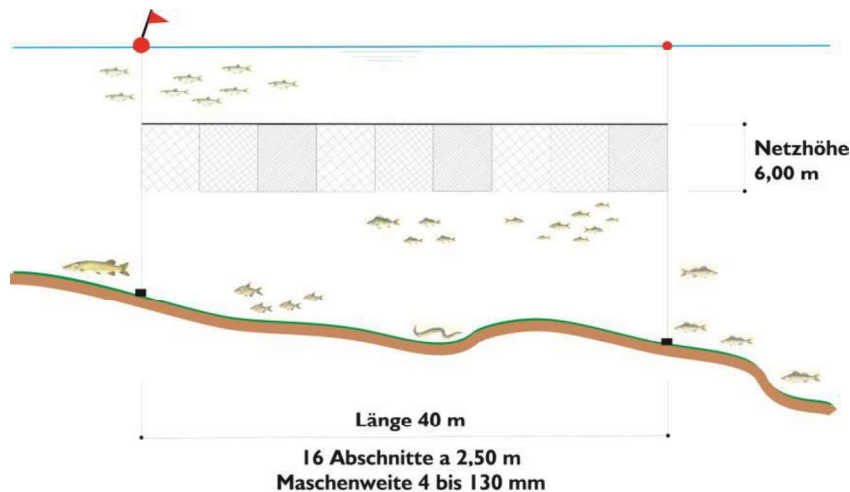 Netzhöhe
6,00 m
Länge 40 m
16 Abschnitte a 2,50 m
Maschenweite 4 bis 130 mm